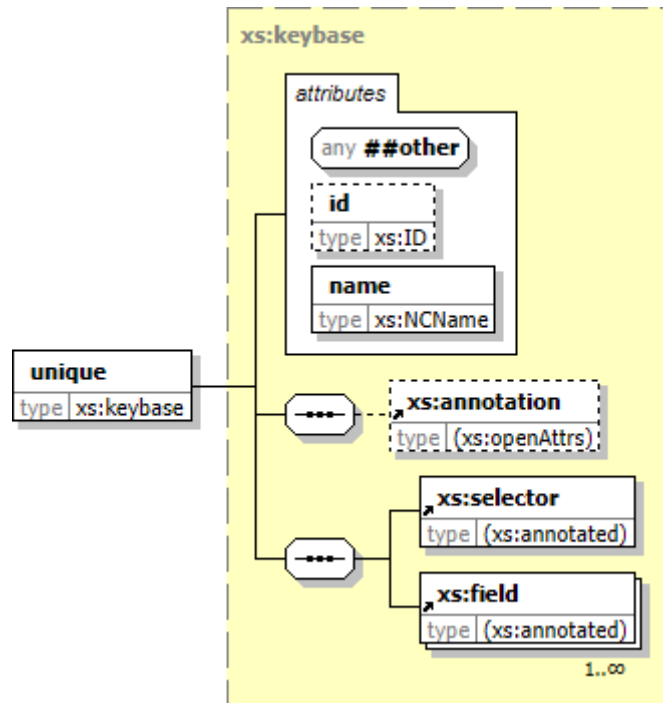 xs:keybase
attributes
any ##other
id
type xs:ID
name
type xs:NCName
unique
type xs:keybase
xs:annotation
type (xs:openAttrs)
xs:selector
type (xs:annotated)
xs:field
type (xs:annotated)
1..∞